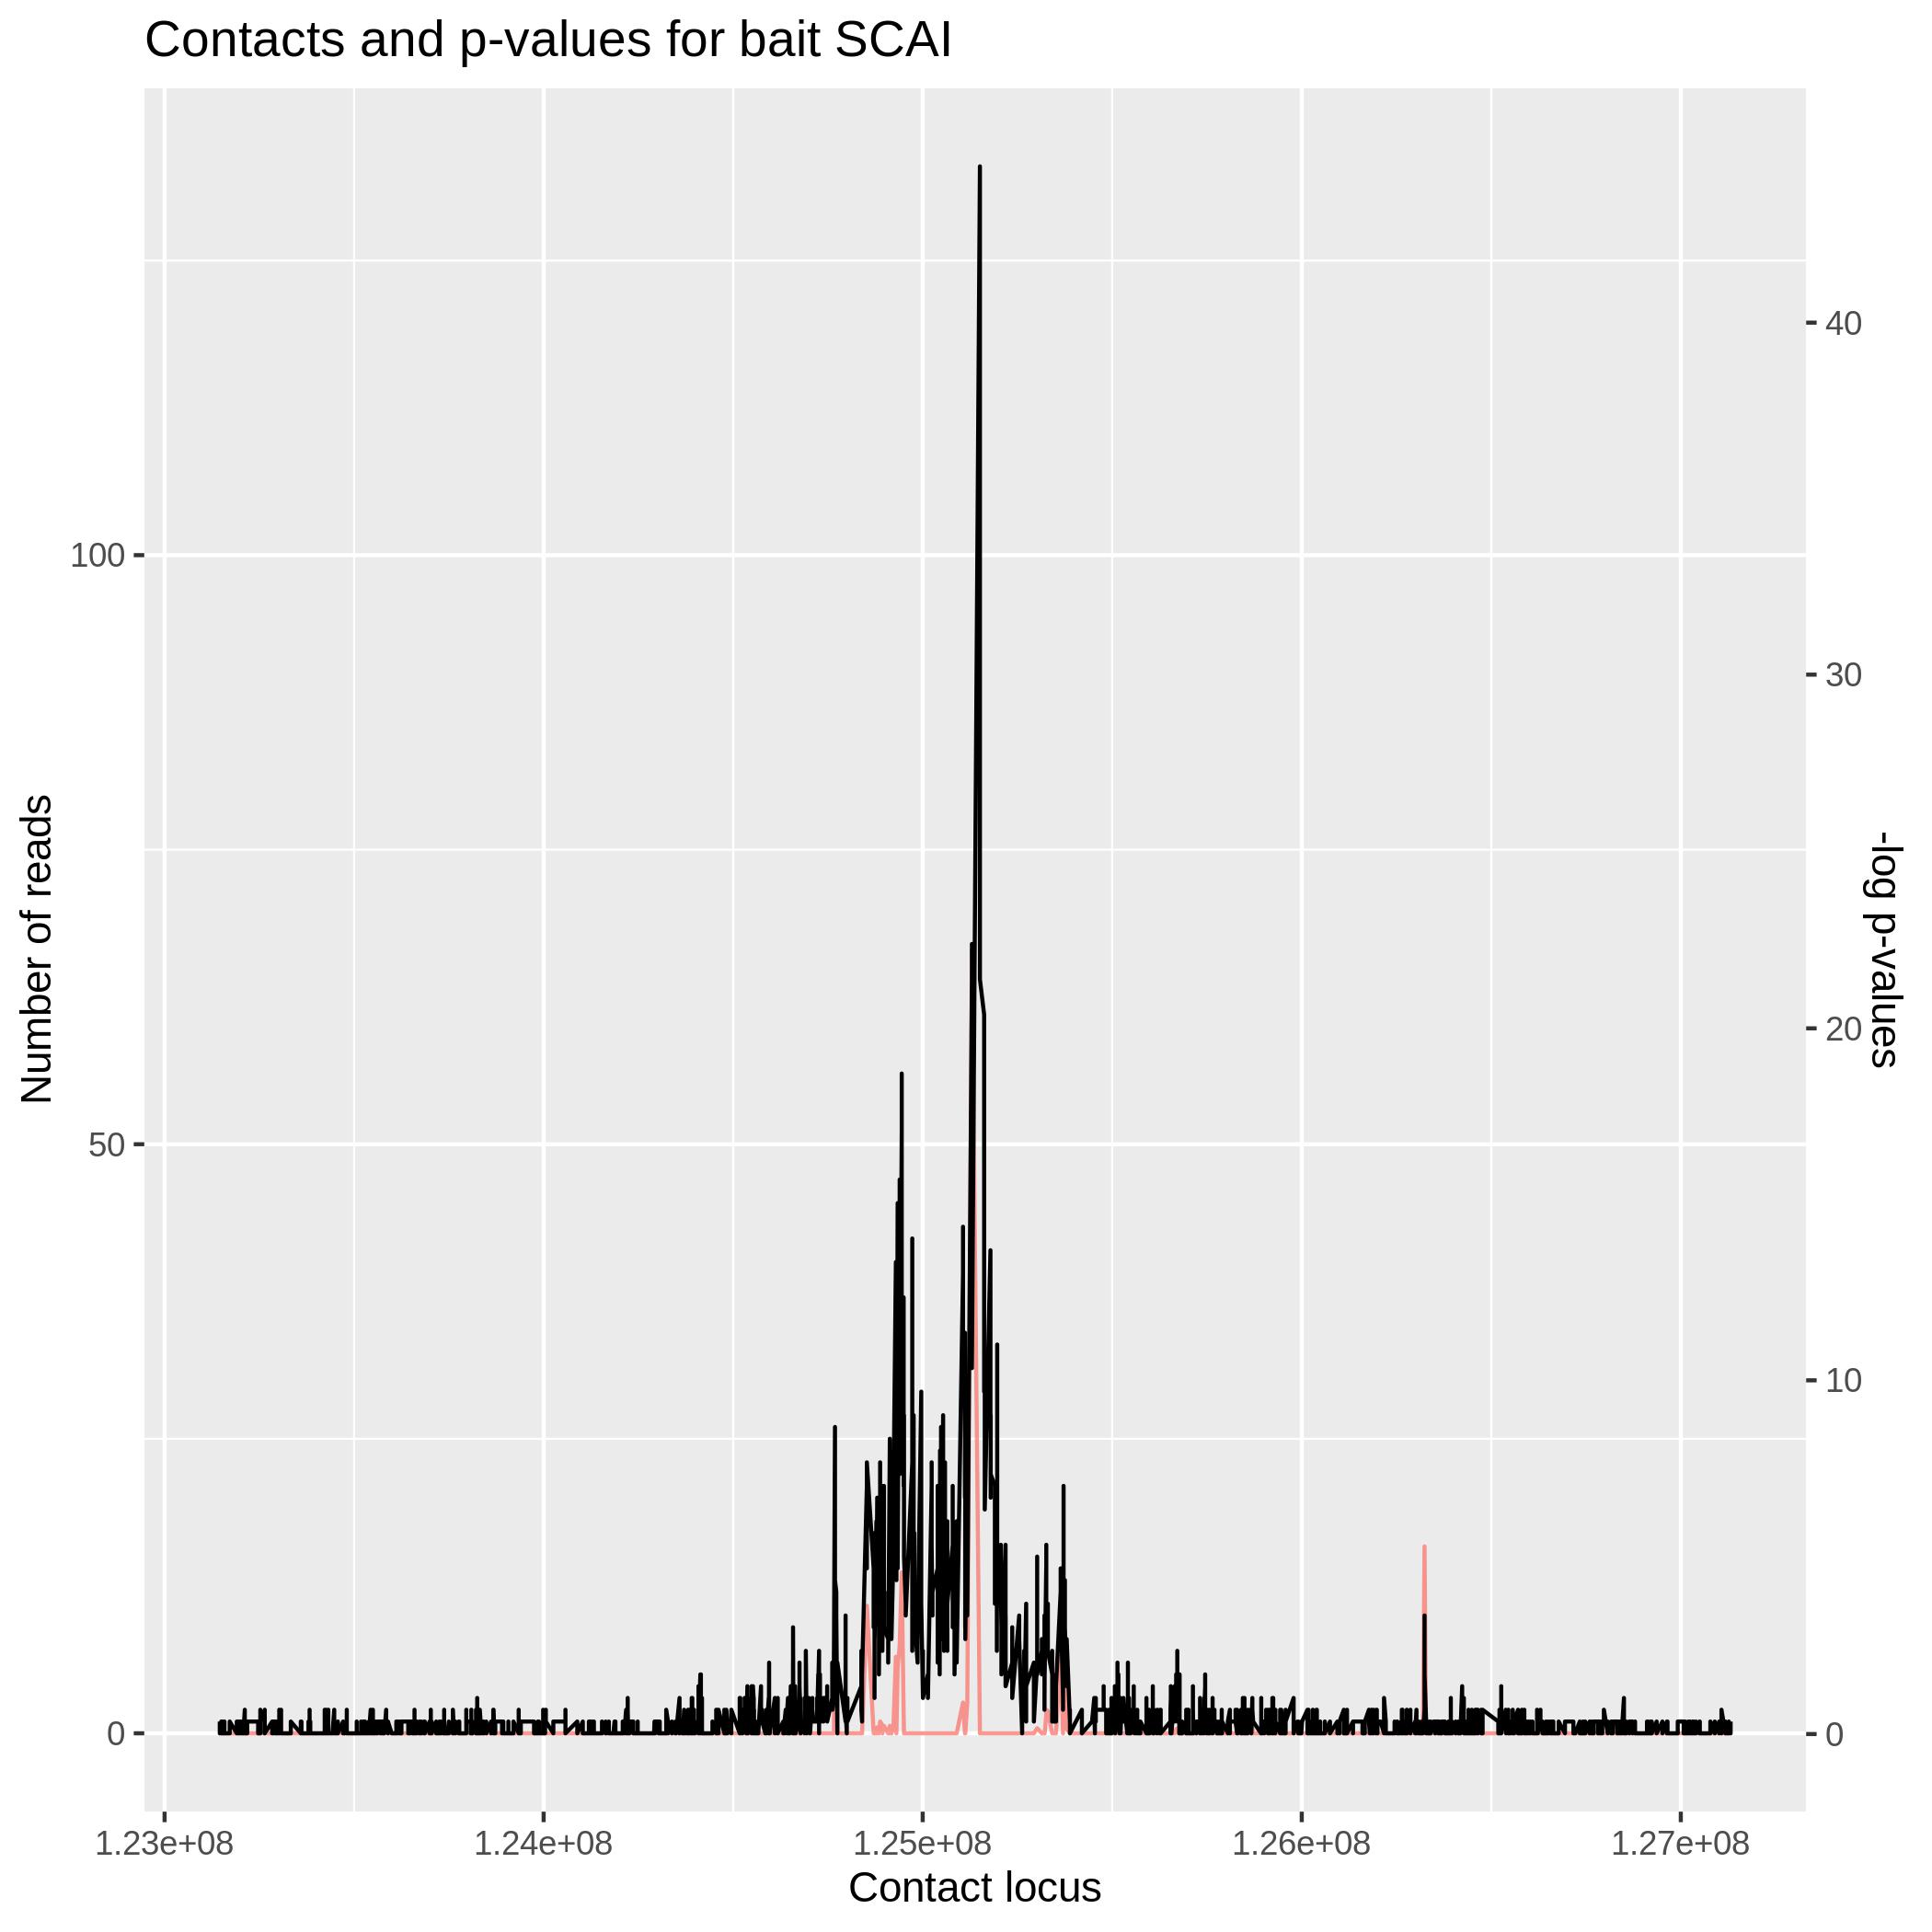 Contacts and p-values for bait SCAI
Number of reads
100
50
0
40
30
20
10
0
-log p-values
1.23e+08
1.24e+08
1.25e+08
1.26e+08
1.27e+08
Contact locus